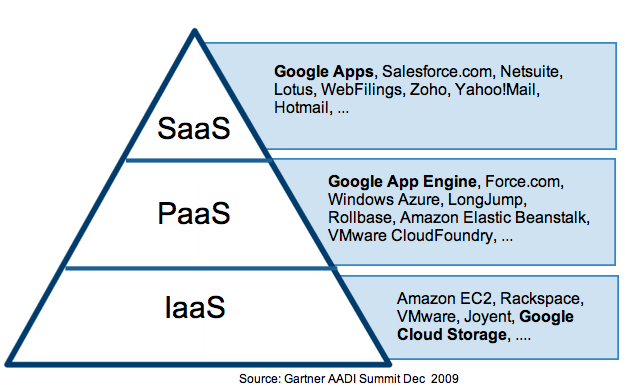 SaaS
Google Apps, Salesforce.com, Netsuite,
Lotus, WebFilings, Zoho, Yahoo!Mail,
Hotmail, ...
PaaS
Google App Engine, Force.com,
Windows Azure, LongJump,
Rollbase, Amazon Elastic Beanstalk,
VMware CloudFoundry, ...
IaaS
Amazon EC2, Rackspace,
VMware, Joyent, Google
Cloud Storage, ....
Source: Gartner AADI Summit Dec 2009